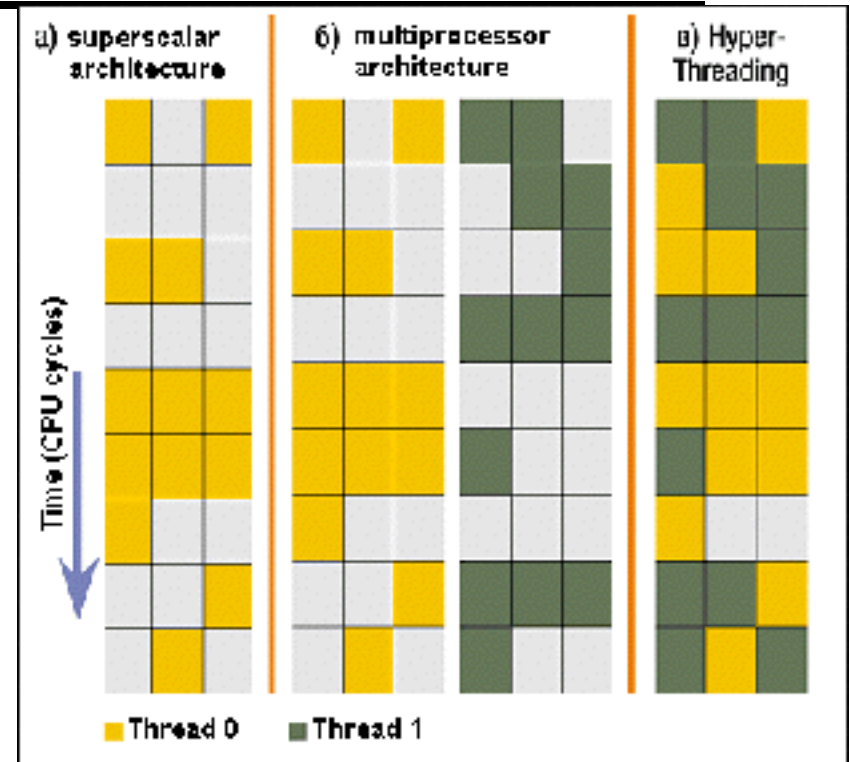 а) superscalar
architecture
б) multiprocessor
architecture
в) Hyper-
Threading
Time (CPU cycles)
Thread 0
Thread 1